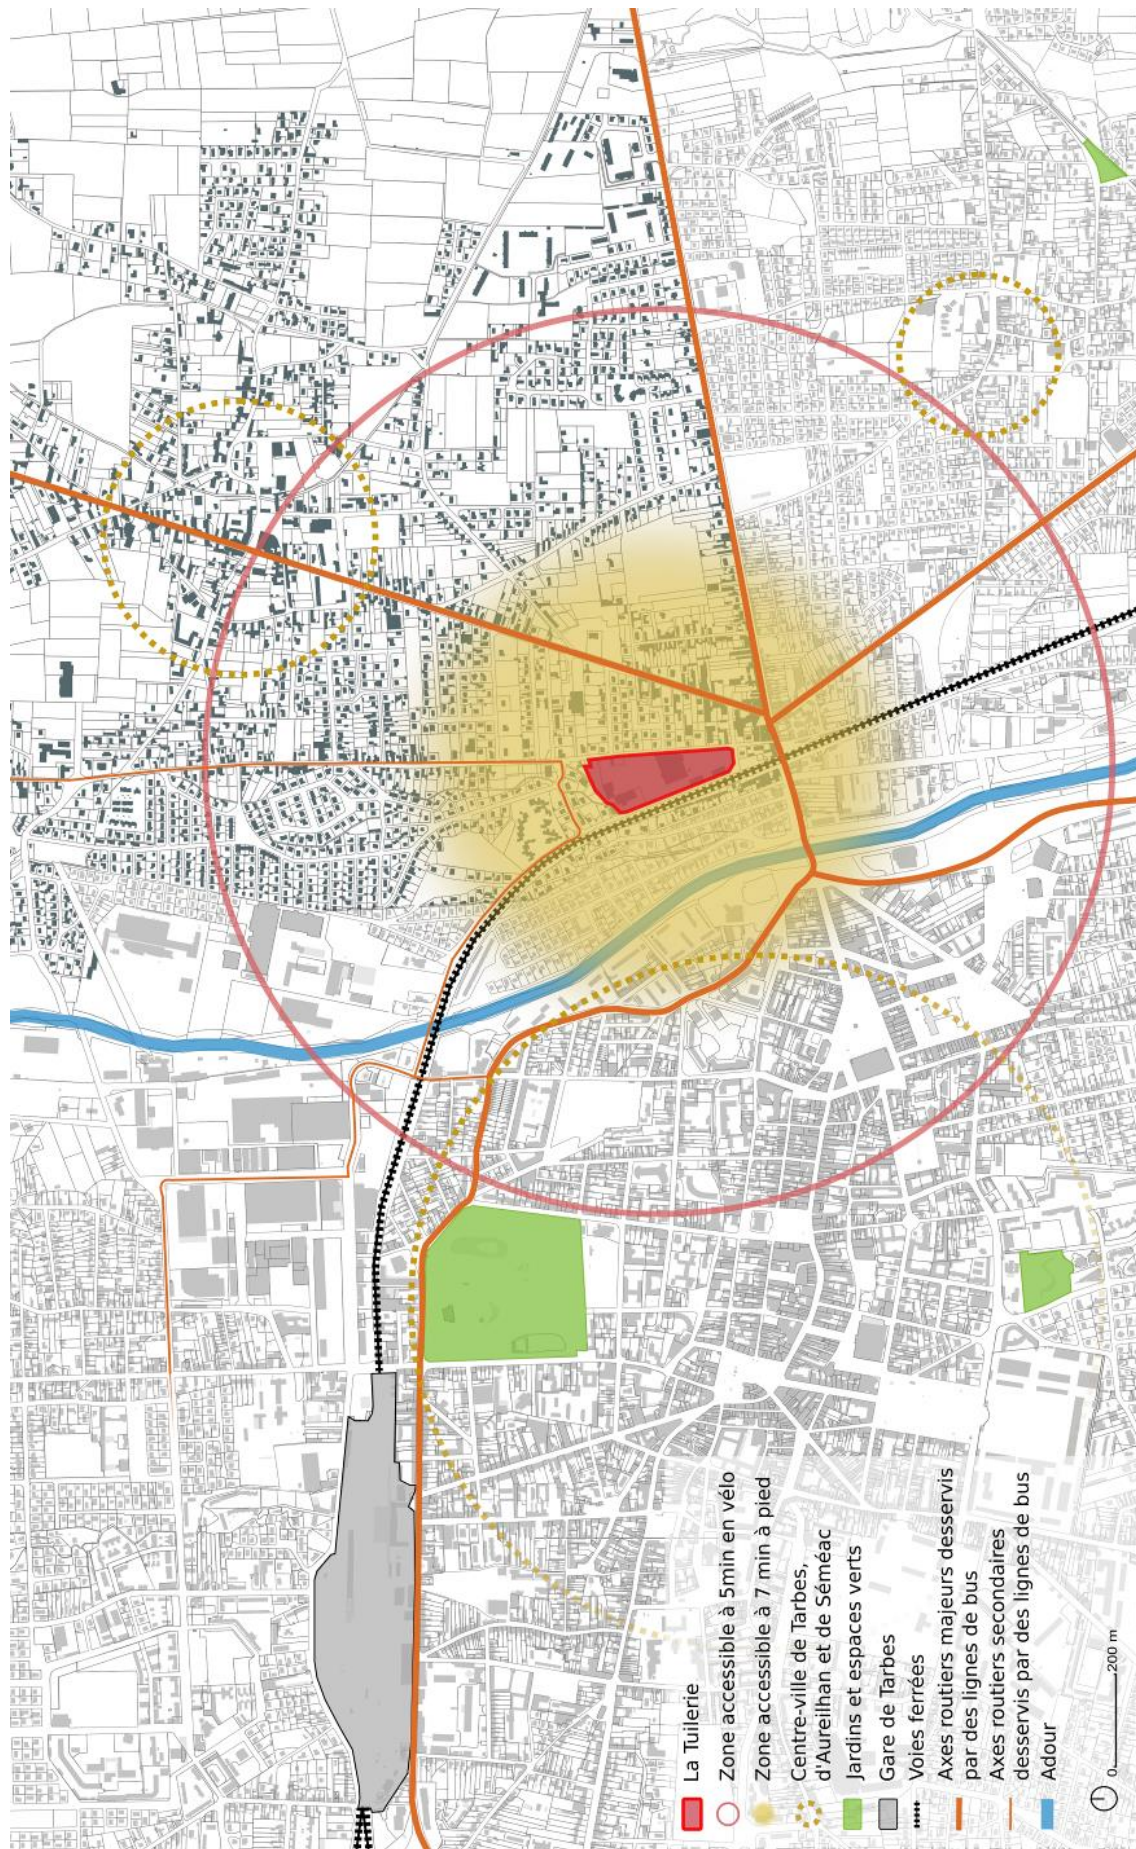 La Tuilerie
Zone accessible à 5min en vélo
Zone accessible à 7 min à pied
Centre-ville de Tarbes,
d'Aureilhan et de Séméac
Jardins et espaces verts
Gare de Tarbes
Voies ferrées
Axes routiers majeurs desservis
par des lignes de bus
Axes routiers secondaires
desservis par des lignes de bus
Adour
0 200 m